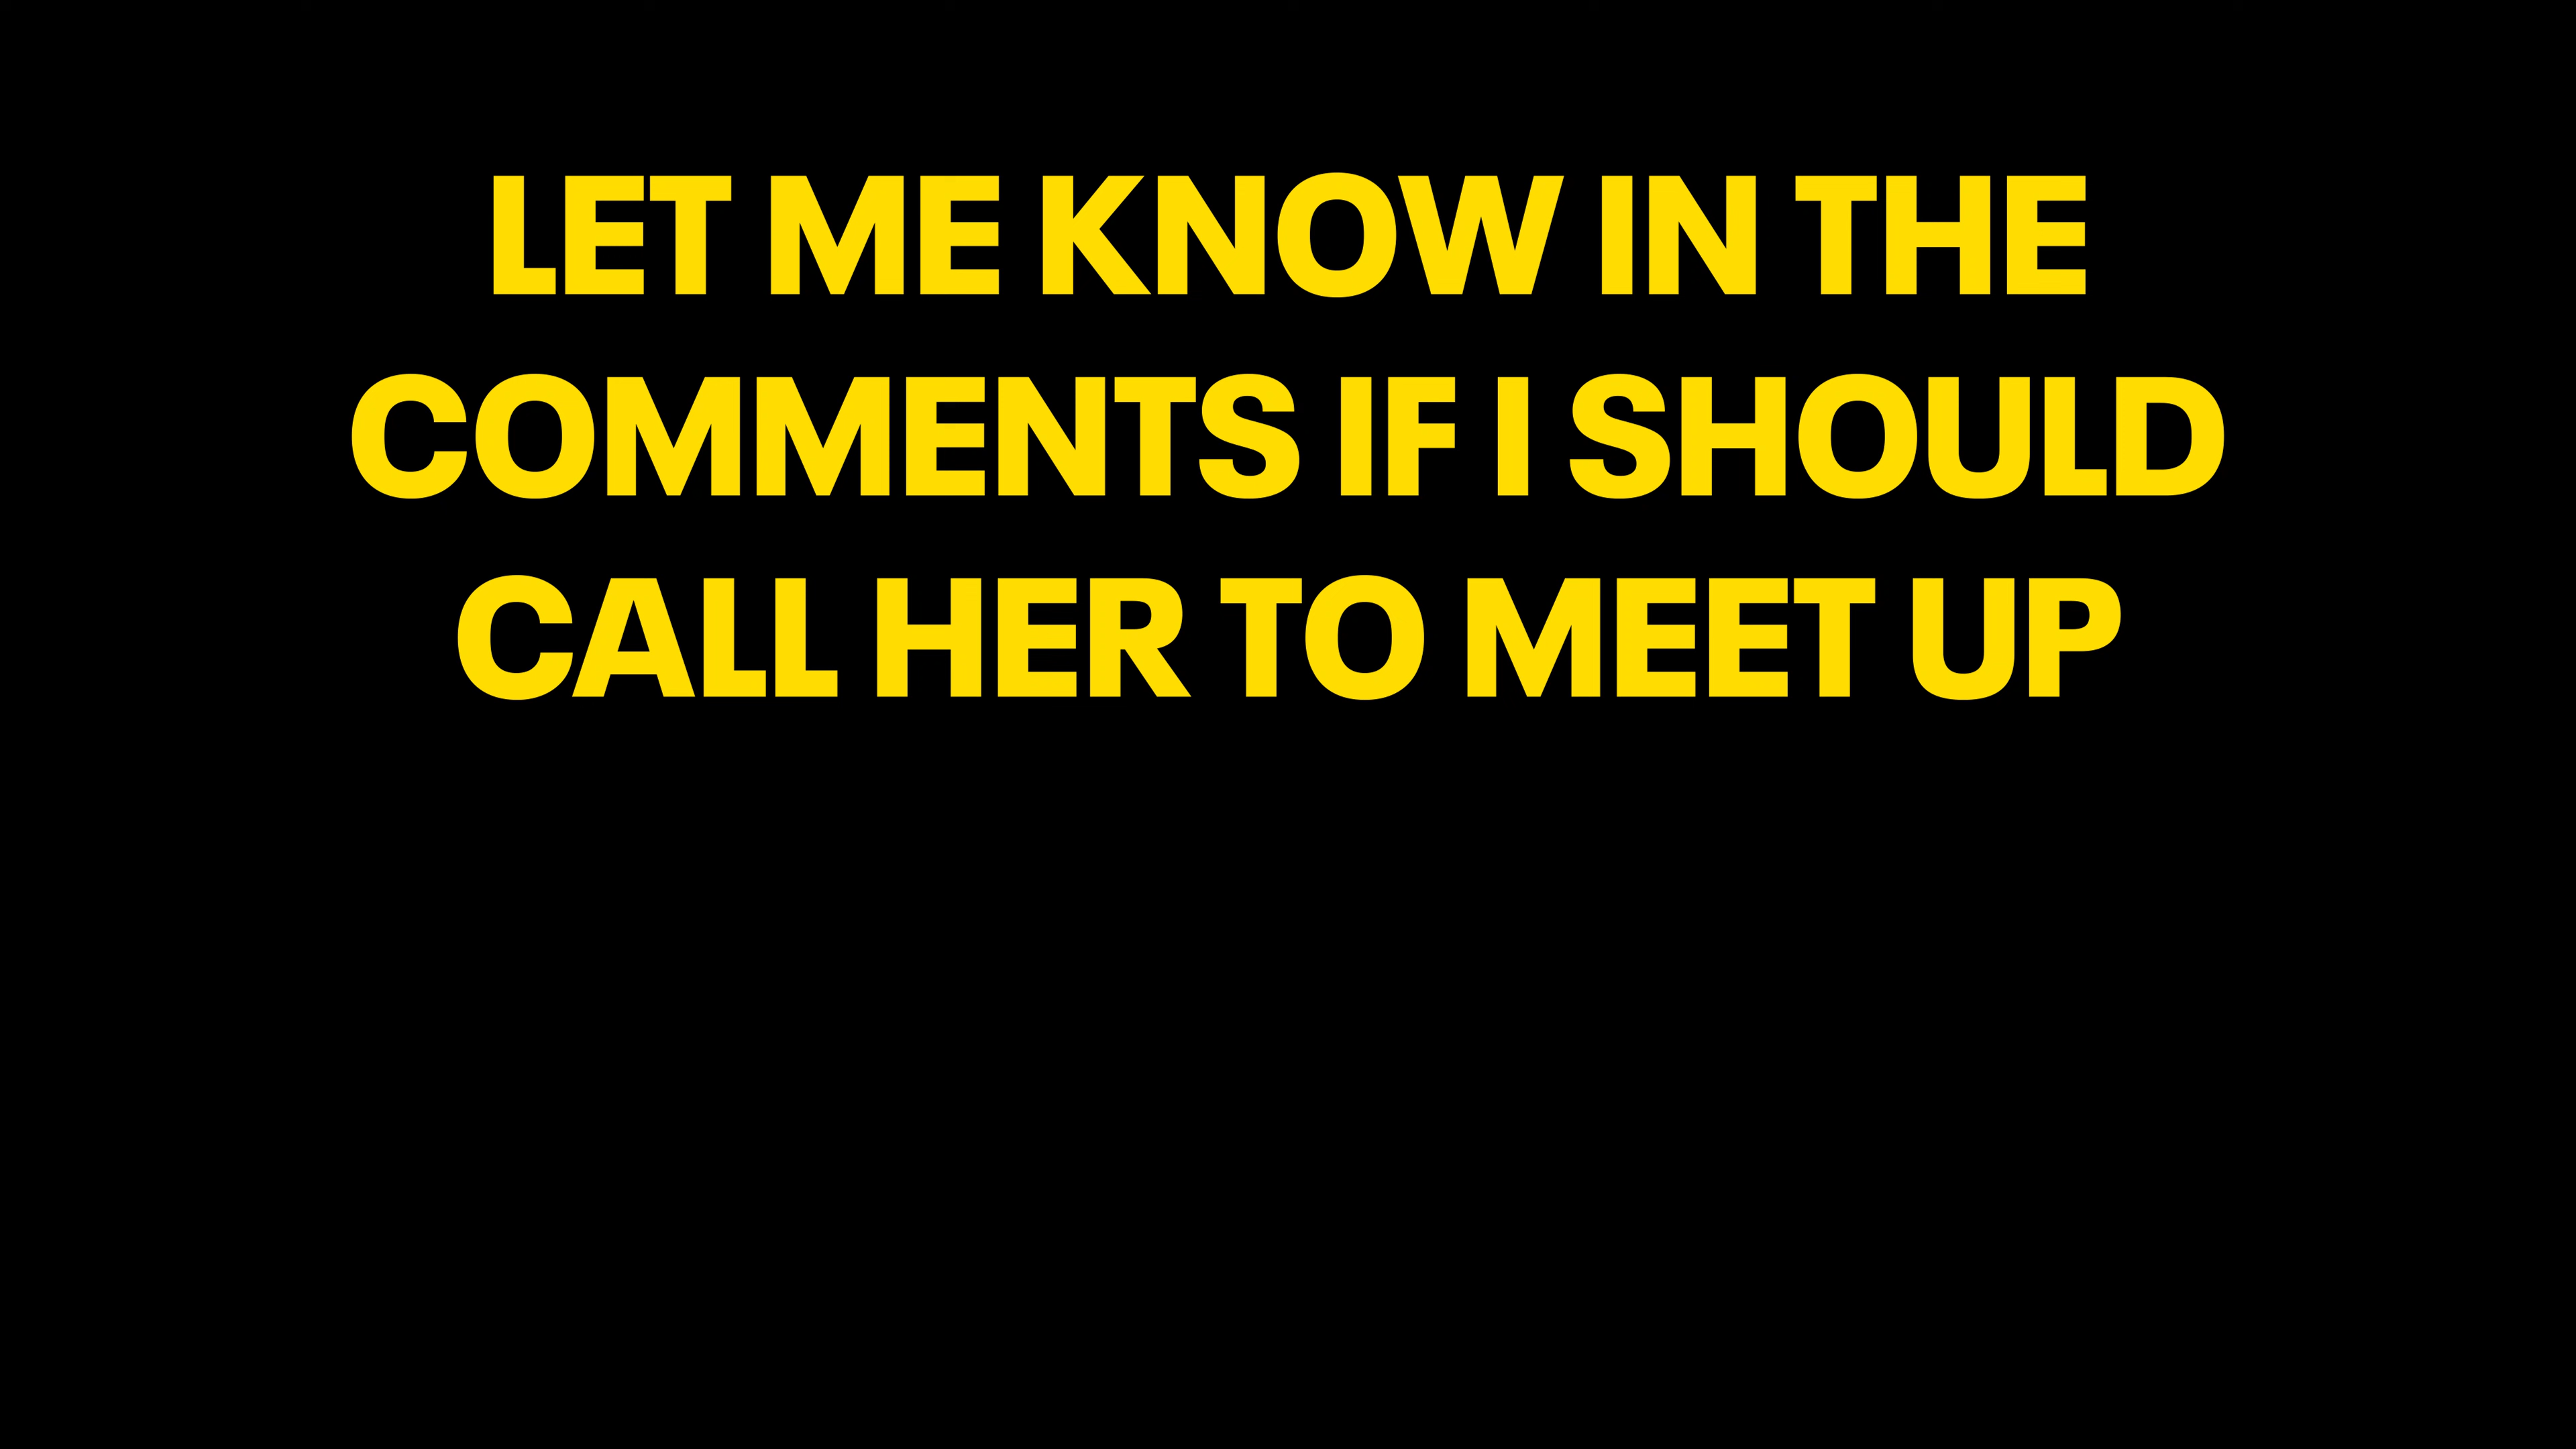 LET ME KNOW IN THE
COMMENTS IF I SHOULD
CALL HER TO MEET UP